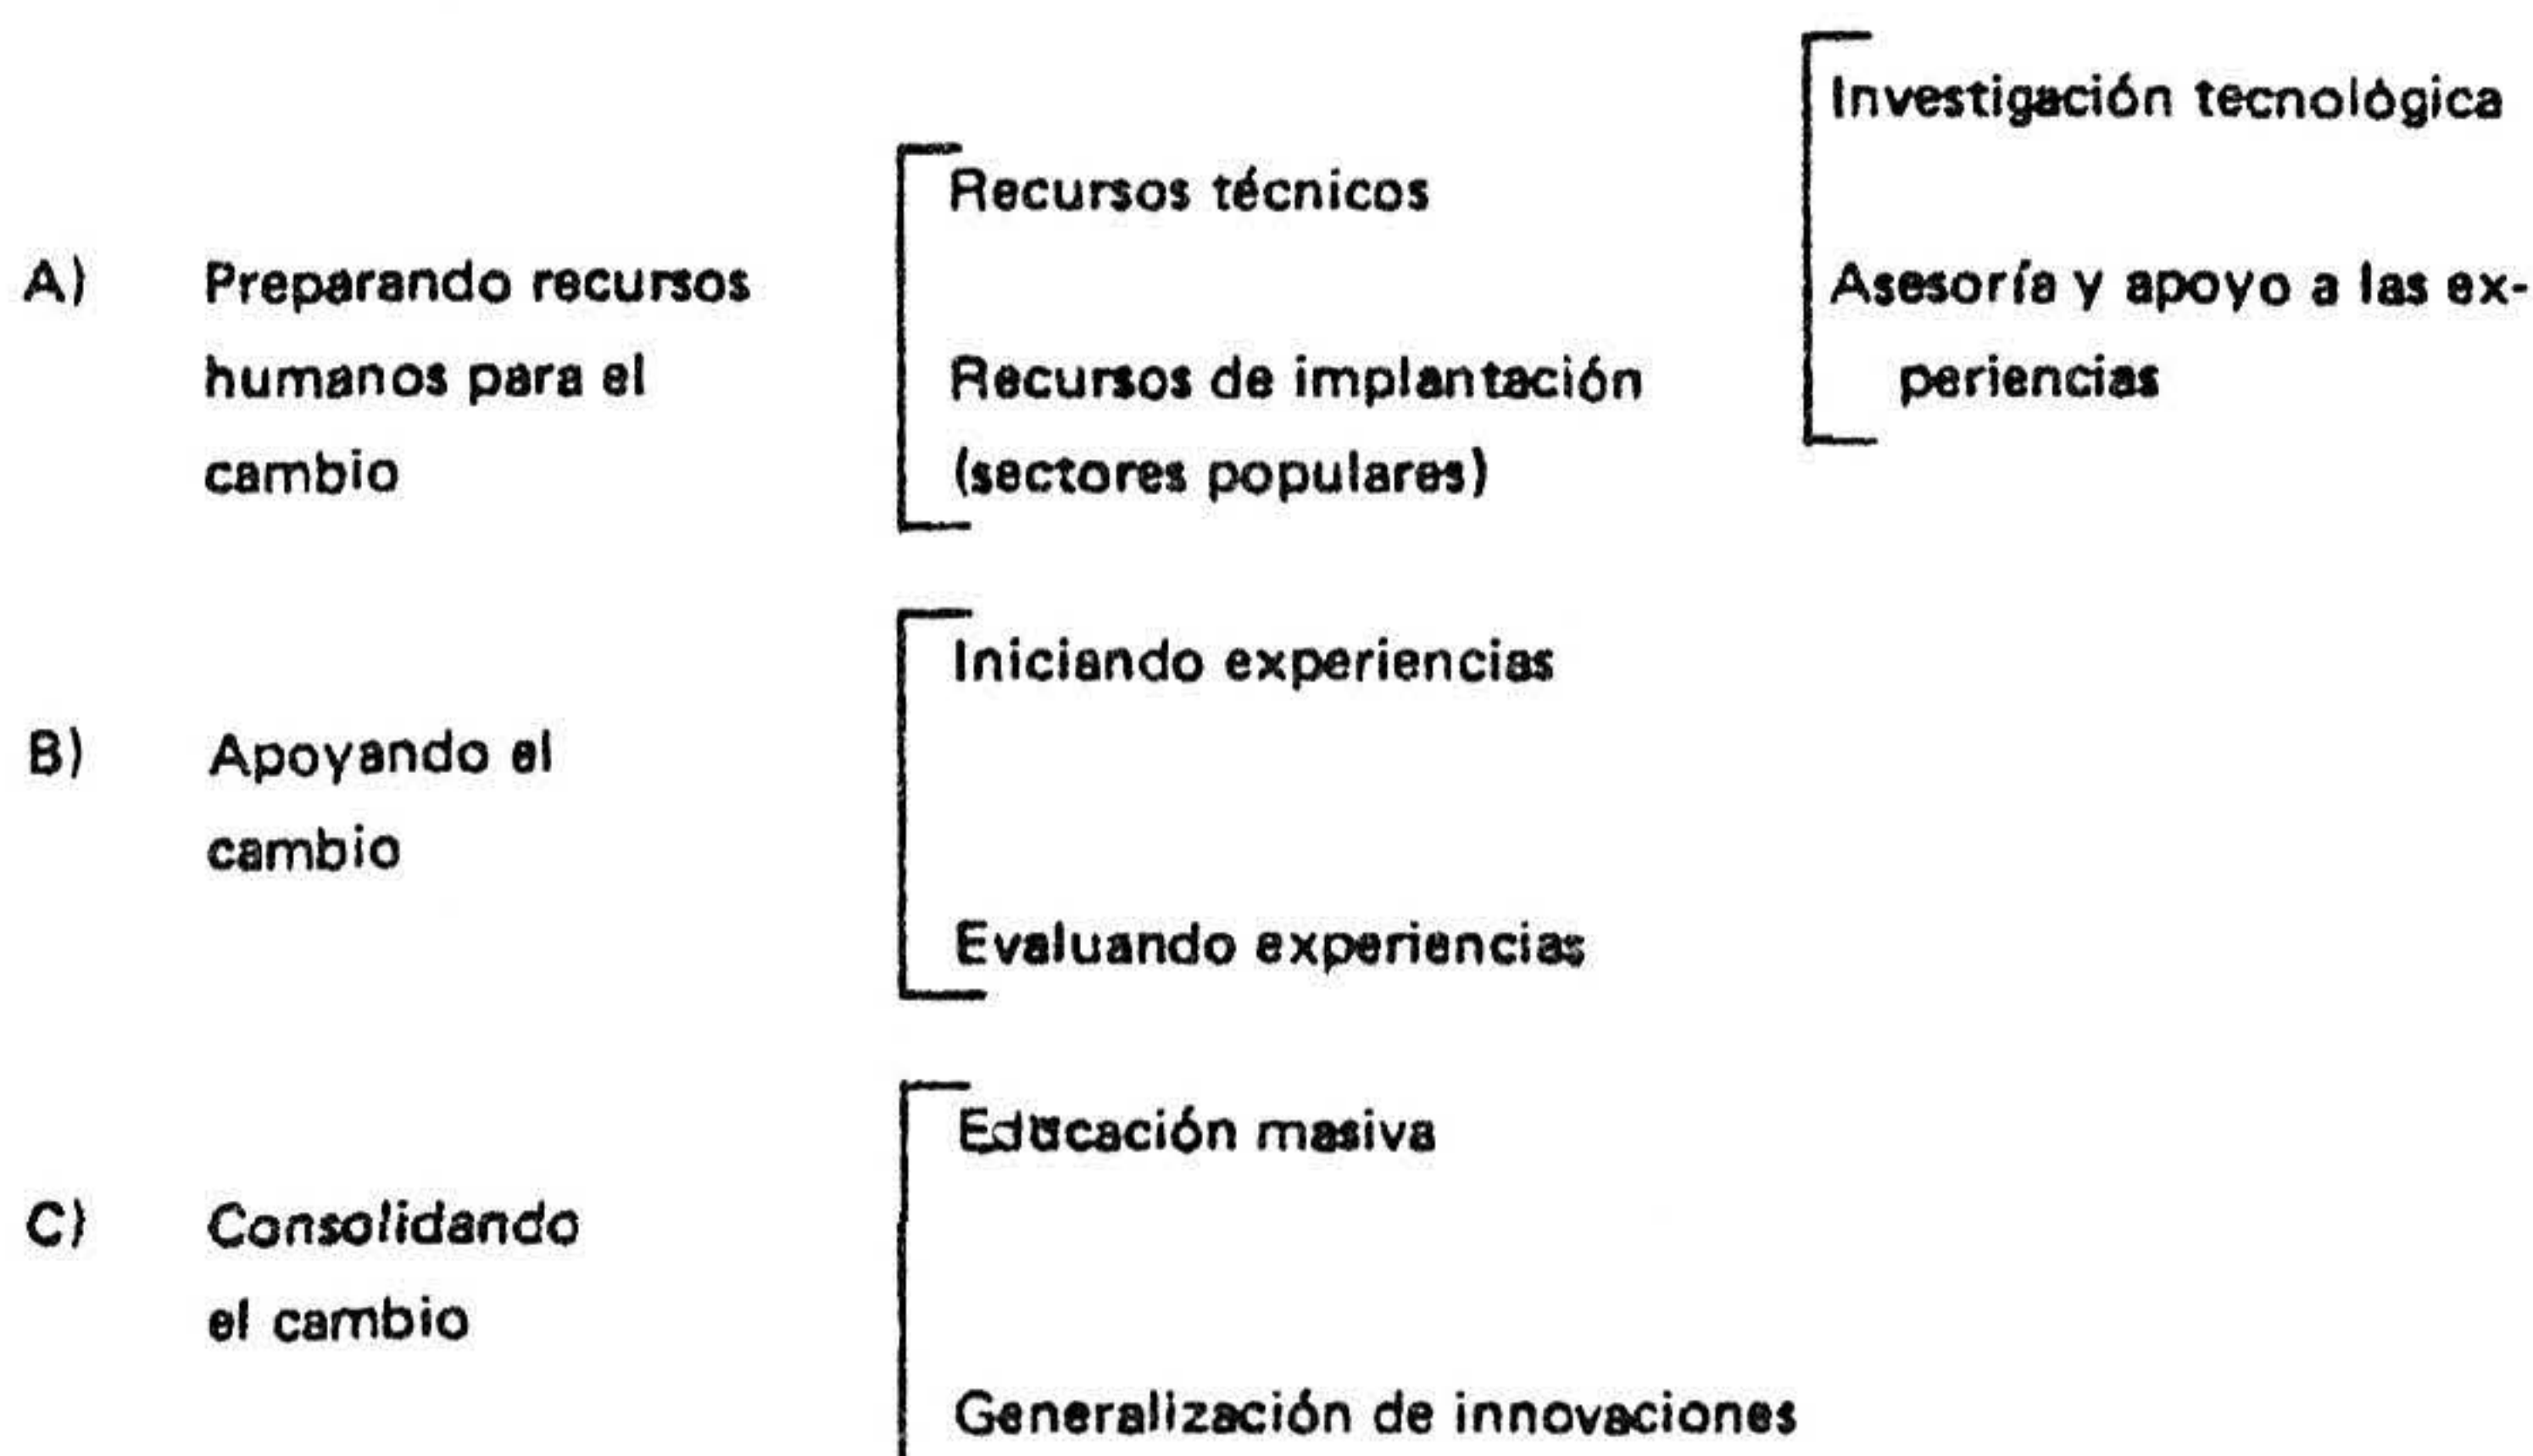 A) Preparando recursos
humanos para el
cambio
Recursos técnicos
Recursos de implantación
(sectores populares)
Investigación tecnológica
Asesoría y apoyo a las ex-
periencias
B) Apoyando el
cambio
Iniciando experiencias
Evaluando experiencias
C) Consolidando
el cambio
Educación masiva
Generalización de innovaciones